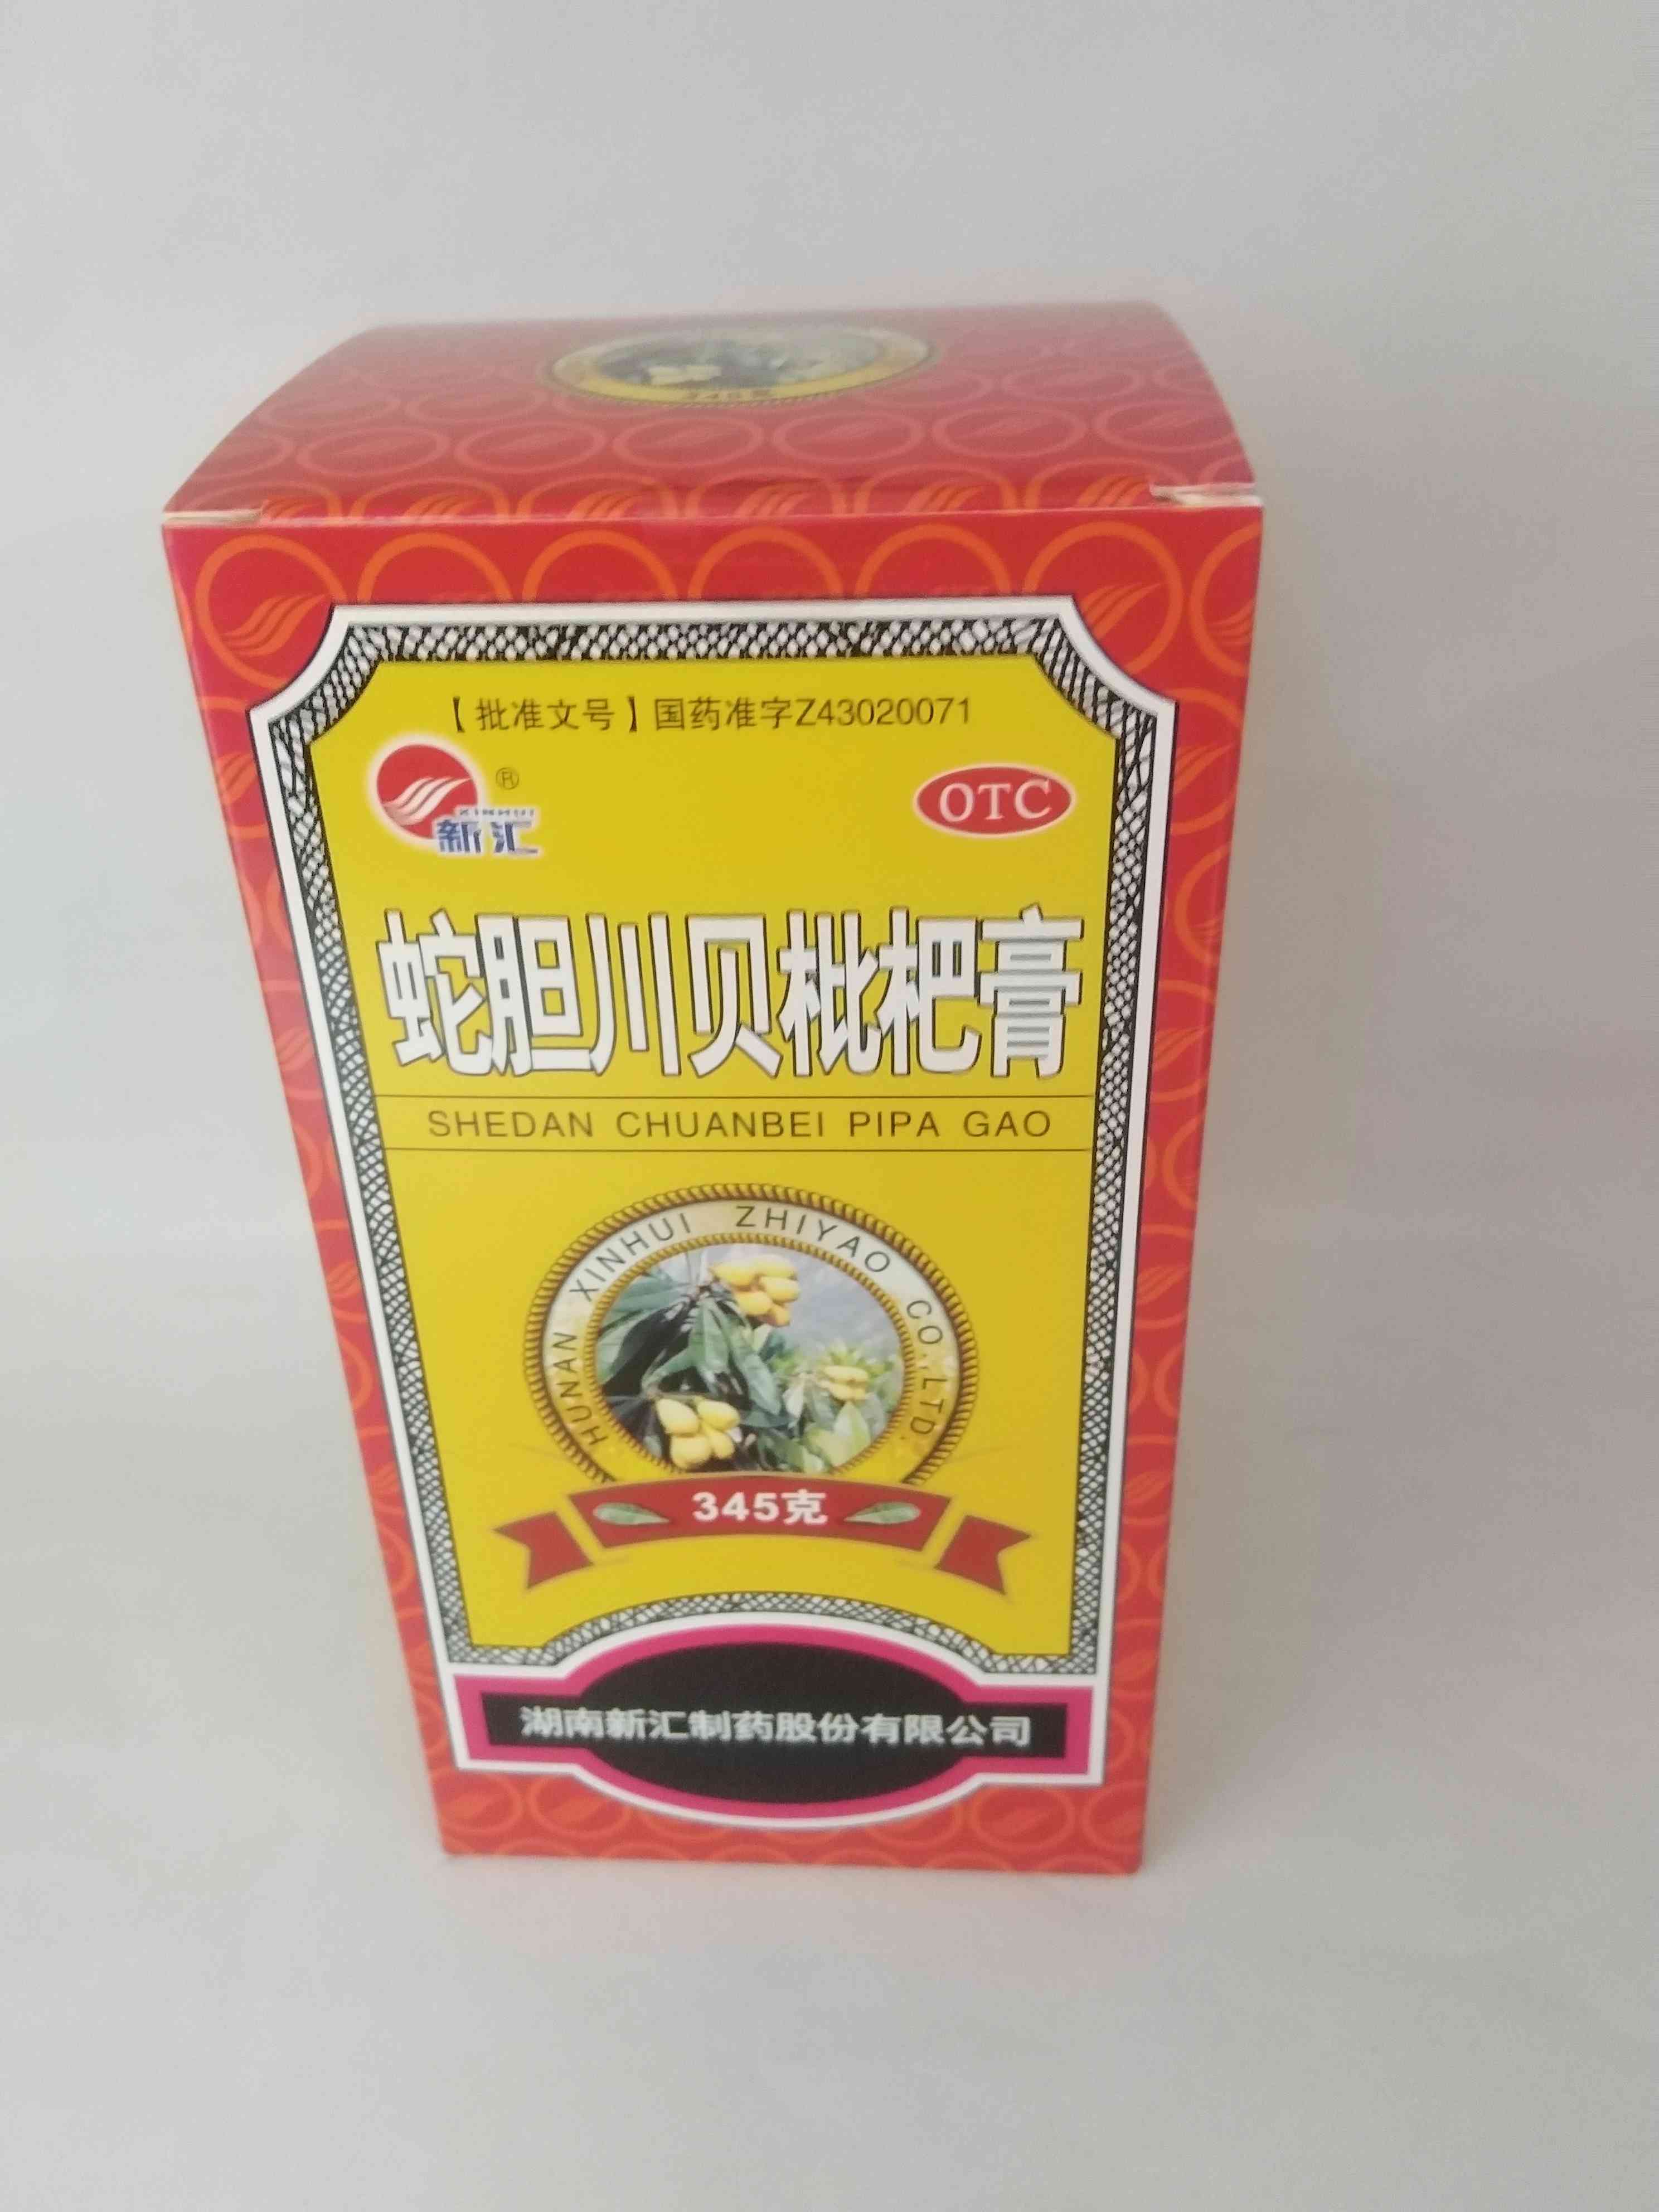 【批准文号】国药准字Z43020071
®
XINHUI
新汇
OTC
蛇胆川贝枇杷膏
SHEDAN CHUANBEI PIPA GAO
HUNAN XINHUI ZHIYAO CO.,LTD.
345克
湖南新汇制药股份有限公司